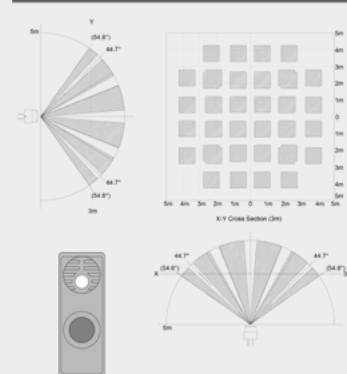 Y
5m
(54.8°)
44.7°
44.7°
(54.8°)
3m
5m
4m
3m
2m
1m
0
1m
2m
3m
4m
5m
5m 4m 3m 2m 1m 0 1m 2m 3m 4m 5m
X-Y Cross Section (3m)
44.7°
44.7°
X (54.8°)
(54.8°)
5m